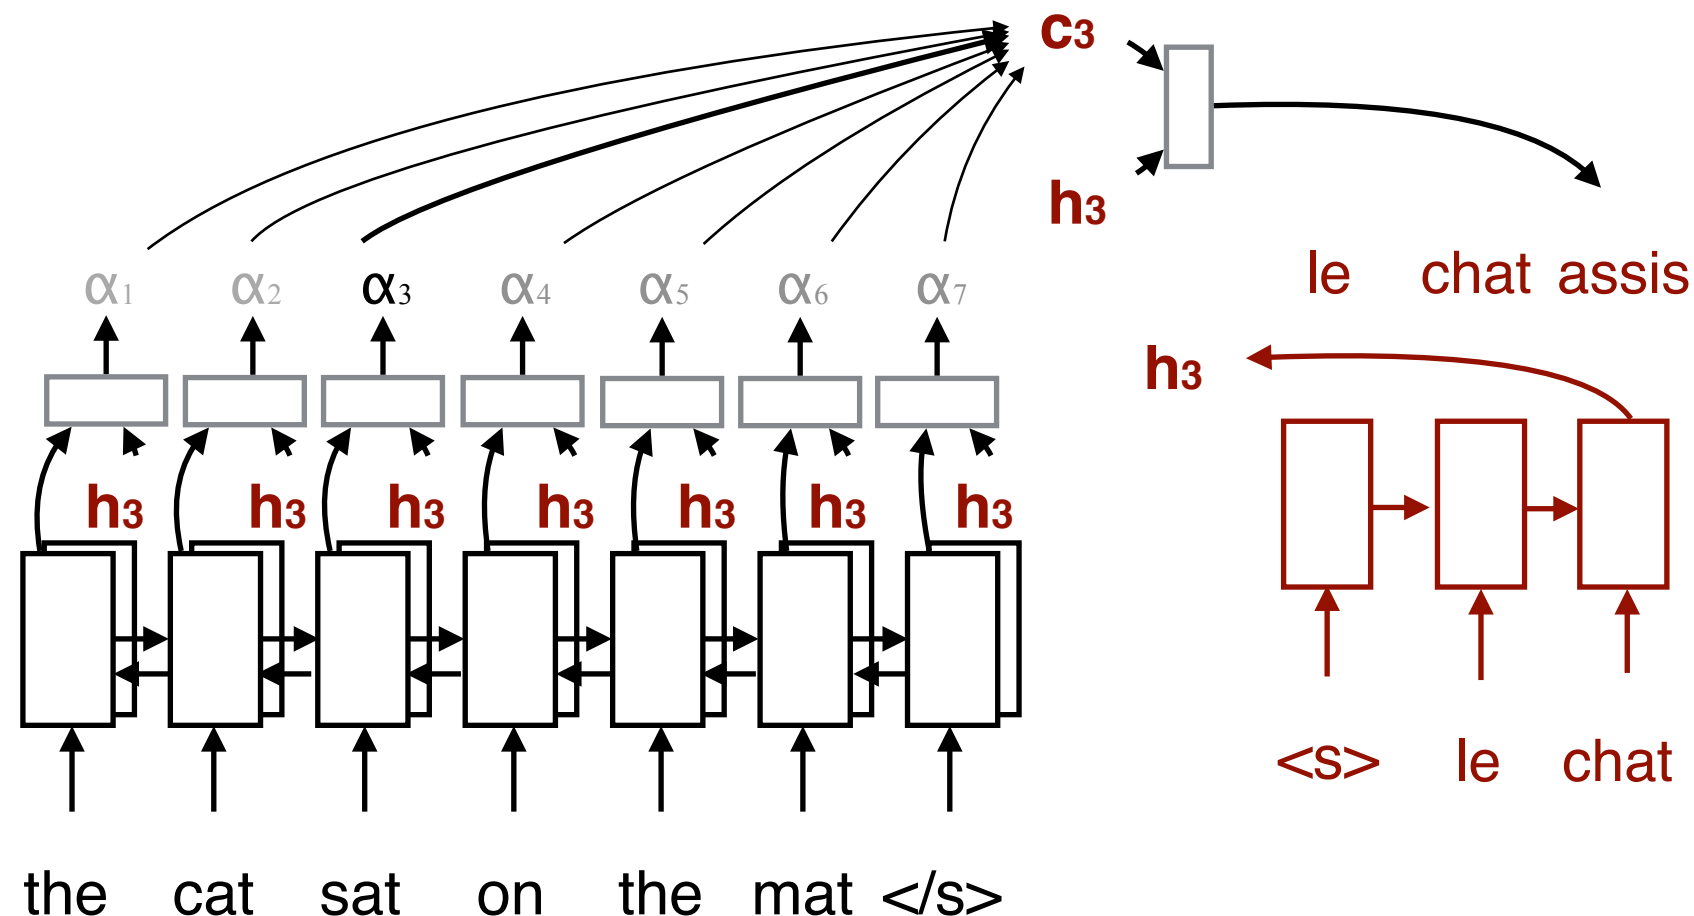 c3
h3
le chat assis
α1 α2 α3 α4 α5 α6 α7
h3
h3 h3 h3 h3 h3 h3 h3
<s> le chat
the cat sat on the mat </s>